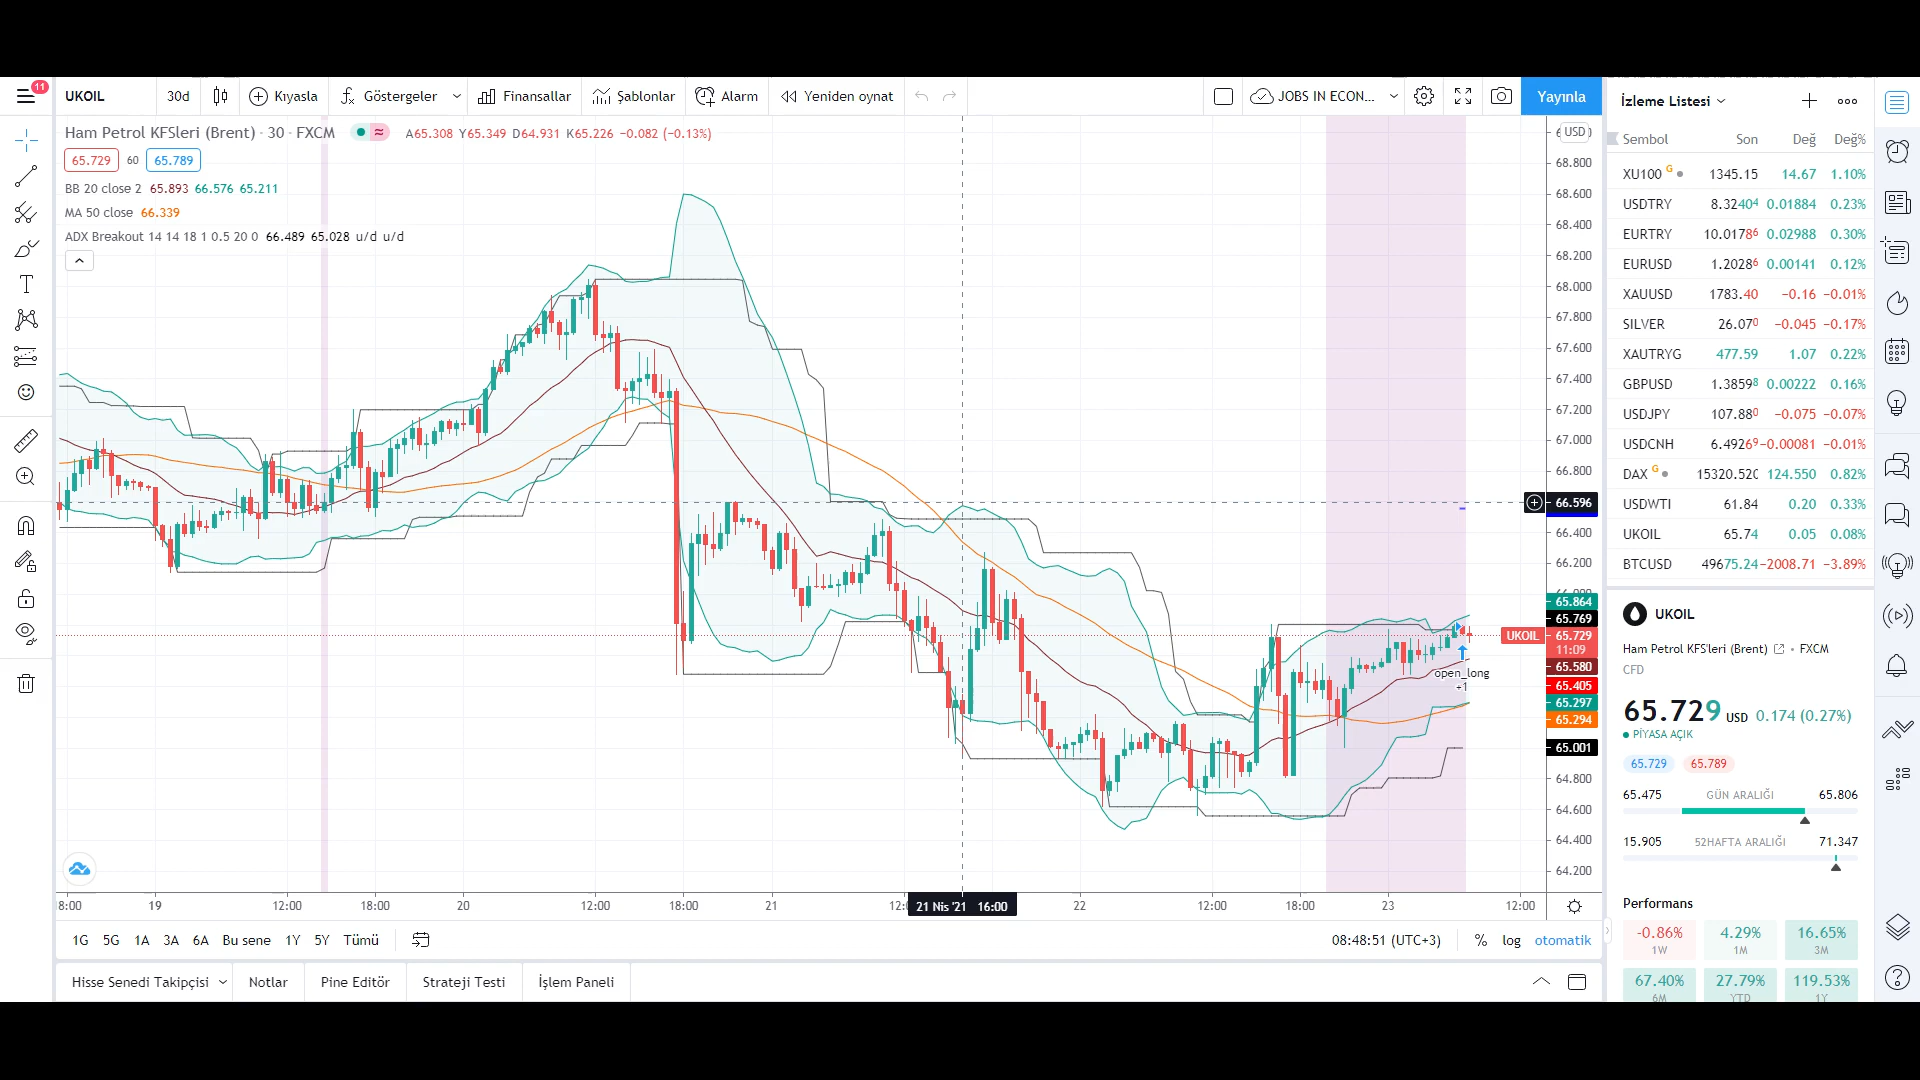 11
UKOIL 30d Kıyasla Göstergeler Finansallar Şablonlar Alarm Yeniden oynat JOBS IN ECON... Yayınla
Ham Petrol KFSleri (Brent) · 30 · FXCM A65.308 Y65.349 D64.931 K65.226 −0.082 (−0.13%)
65.729 60 65.789
BB 20 close 2 65.893 66.576 65.211
MA 50 close 66.339
ADX Breakout 14 14 18 1 0.5 20 0 66.489 65.028 u/d u/d
open_long
+1
USD
68.800
68.600
68.400
68.200
68.000
67.800
67.600
67.400
67.200
67.000
66.800
66.596
66.400
66.200
65.864
65.769
UKOIL 65.729
11:09
65.580
65.405
65.297
65.294
65.001
64.800
64.600
64.400
64.200
18:00 19 12:00 18:00 20 12:00 18:00 21 21 Nis '21 16:00 22 12:00 18:00 23 12:00
1G 5G 1A 3A 6A Bu sene 1Y 5Y Tümü 08:48:51 (UTC+3) % log otomatik
Hisse Senedi Takipçisi Notlar Pine Editör Strateji Testi İşlem Paneli
İzleme Listesi
Sembol Son Değ Değ%
XU100 G 1345.15 14.67 1.10%
USDTRY 8.32404 0.01884 0.23%
EURTRY 10.01786 0.02988 0.30%
EURUSD 1.20286 0.00141 0.12%
XAUUSD 1783.40 −0.16 −0.01%
SILVER 26.070 −0.045 −0.17%
XAUTRYG 477.59 1.07 0.22%
GBPUSD 1.38598 0.00222 0.16%
USDJPY 107.880 −0.075 −0.07%
USDCNH 6.49269 −0.00081 −0.01%
DAX G 15320.520 124.550 0.82%
USDWTI 61.84 0.20 0.33%
UKOIL 65.74 0.05 0.08%
BTCUSD 49675.24 −2008.71 −3.89%
UKOIL
Ham Petrol KFS'leri (Brent) • FXCM
CFD
65.729 USD 0.174 (0.27%)
PİYASA AÇIK
65.729 65.789
65.475 GÜN ARALIĞI 65.806
15.905 52HAFTA ARALIĞI 71.347
Performans
-0.86% 4.29% 16.65%
1W 1M 3M
67.40% 27.79% 119.53%
6M YTD 1Y